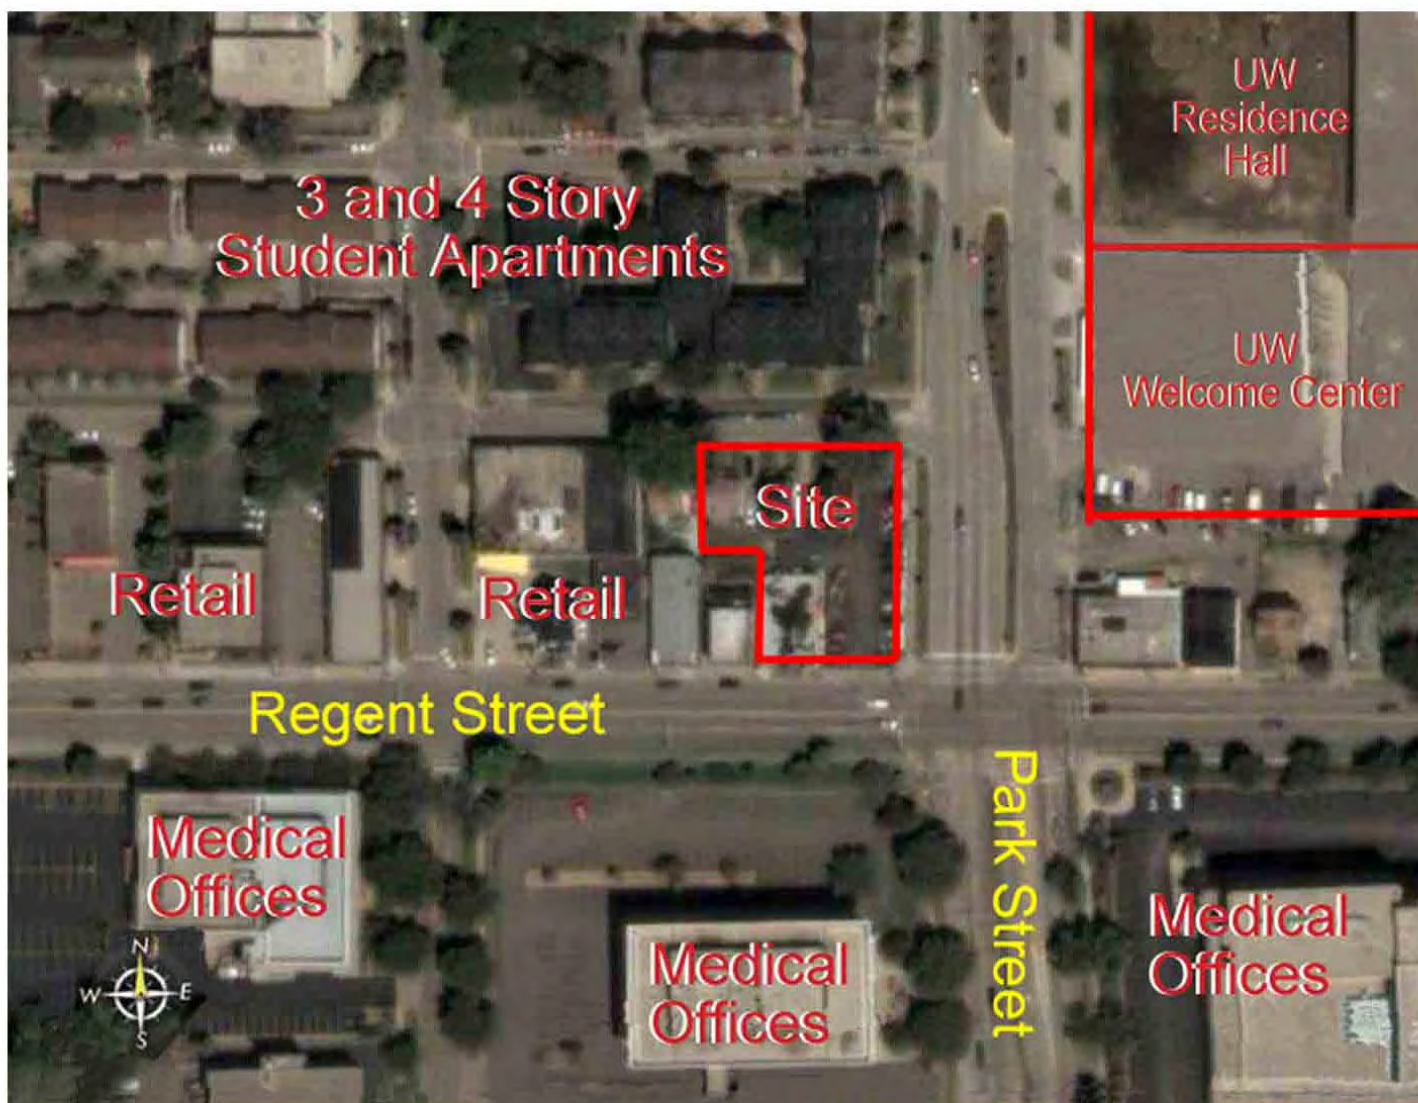 UW
Residence
Hall
3 and 4 Story
Student Apartments
UW
Welcome Center
Site
Retail
Retail
Regent Street
Park Street
Medical
Offices
Medical
Offices
Medical
Offices
N
W
E
S